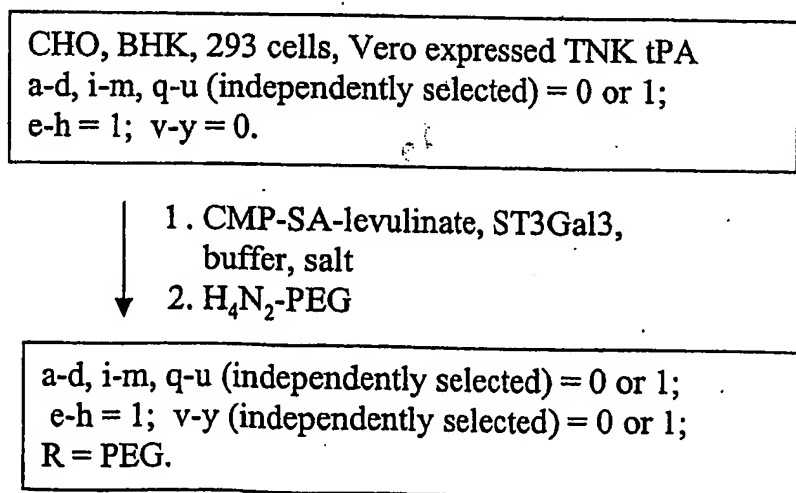 CHO, BHK, 293 cells, Vero expressed TNK tPA
a-d, i-m, q-u (independently selected) = 0 or 1;
e-h = 1; v-y = 0.
1. CMP-SA-levulinate, ST3Gal3,
buffer, salt
2. H₄N₂-PEG
a-d, i-m, q-u (independently selected) = 0 or 1;
e-h = 1; v-y (independently selected) = 0 or 1;
R = PEG.